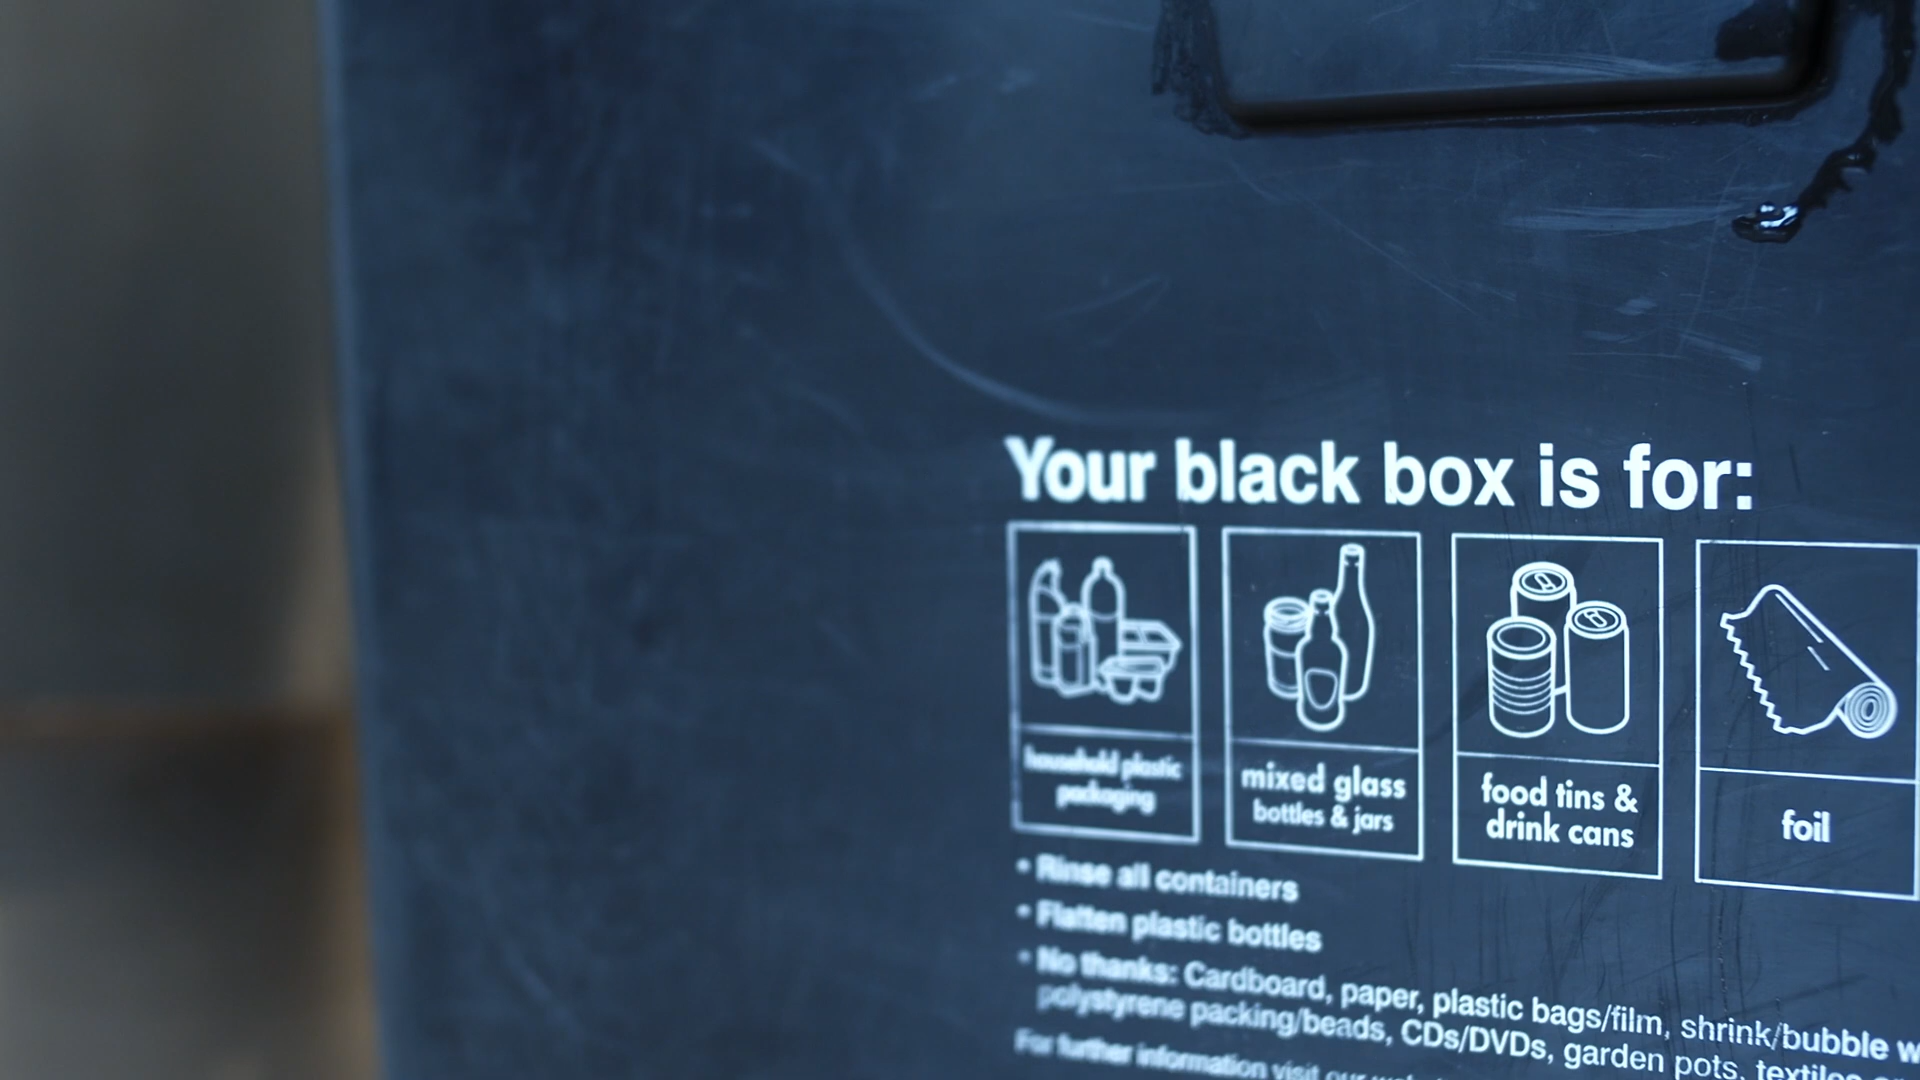 Your black box is for:
household plastic
packaging
mixed glass
bottles & jars
food tins &
drink cans
foil
• Rinse all containers
• Flatten plastic bottles
• No thanks: Cardboard, paper, plastic bags/film, shrink/bubble
polystyrene packing/beads, CDs/DVDs, garden pots, textiles
For further information visit our